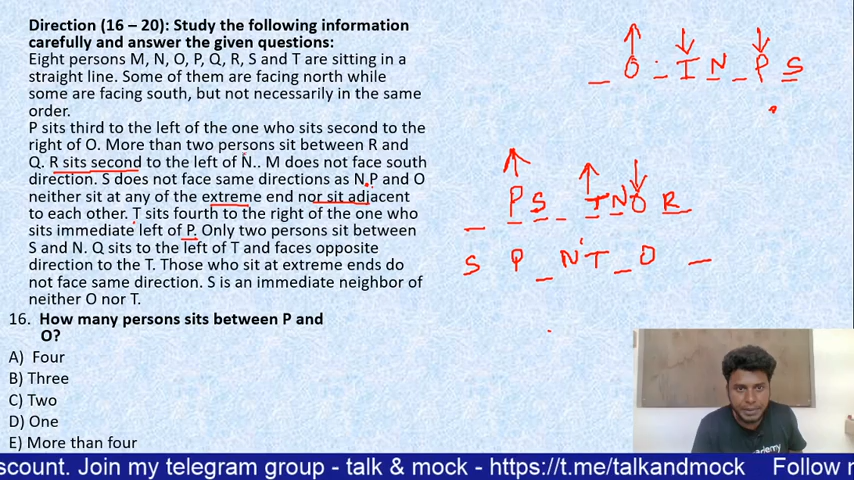 Direction (16 – 20): Study the following information
carefully and answer the given questions:
Eight persons M, N, O, P, Q, R, S and T are sitting in a
straight line. Some of them are facing north while
some are facing south, but not necessarily in the same
order.
P sits third to the left of the one who sits second to the
right of O. More than two persons sit between R and
Q. R sits second to the left of N.. M does not face south
direction. S does not face same directions as N.P and O
neither sit at any of the extreme end nor sit adjacent
to each other. T sits fourth to the right of the one who
sits immediate left of P. Only two persons sit between
S and N. Q sits to the left of T and faces opposite
direction to the T. Those who sit at extreme ends do
not face same direction. S is an immediate neighbor of
neither O nor T.
16. How many persons sits between P and
O?
A) Four
B) Three
C) Two
D) One
E) More than four
_ O _ T N _ P S
_ P S _ T N O R
S P _ N T _ O _
ademy
scount. Join my telegram group - talk & mock - https://t.me/talkandmock Follow